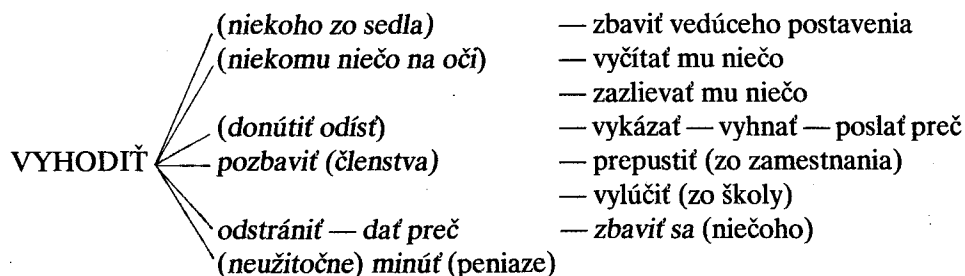 (niekoho zo sedla) — zbaviť vedúceho postavenia
(niekomu niečo na oči) — vyčítať mu niečo
— zazlievať mu niečo
(donútiť odísť) — vykázať — vyhnať — poslať preč
VYHODIŤ pozbaviť (členstva) — prepustiť (zo zamestnania)
— vylúčiť (zo školy)
odstrániť — dať preč — zbaviť sa (niečoho)
(neužitočne) minúť (peniaze)